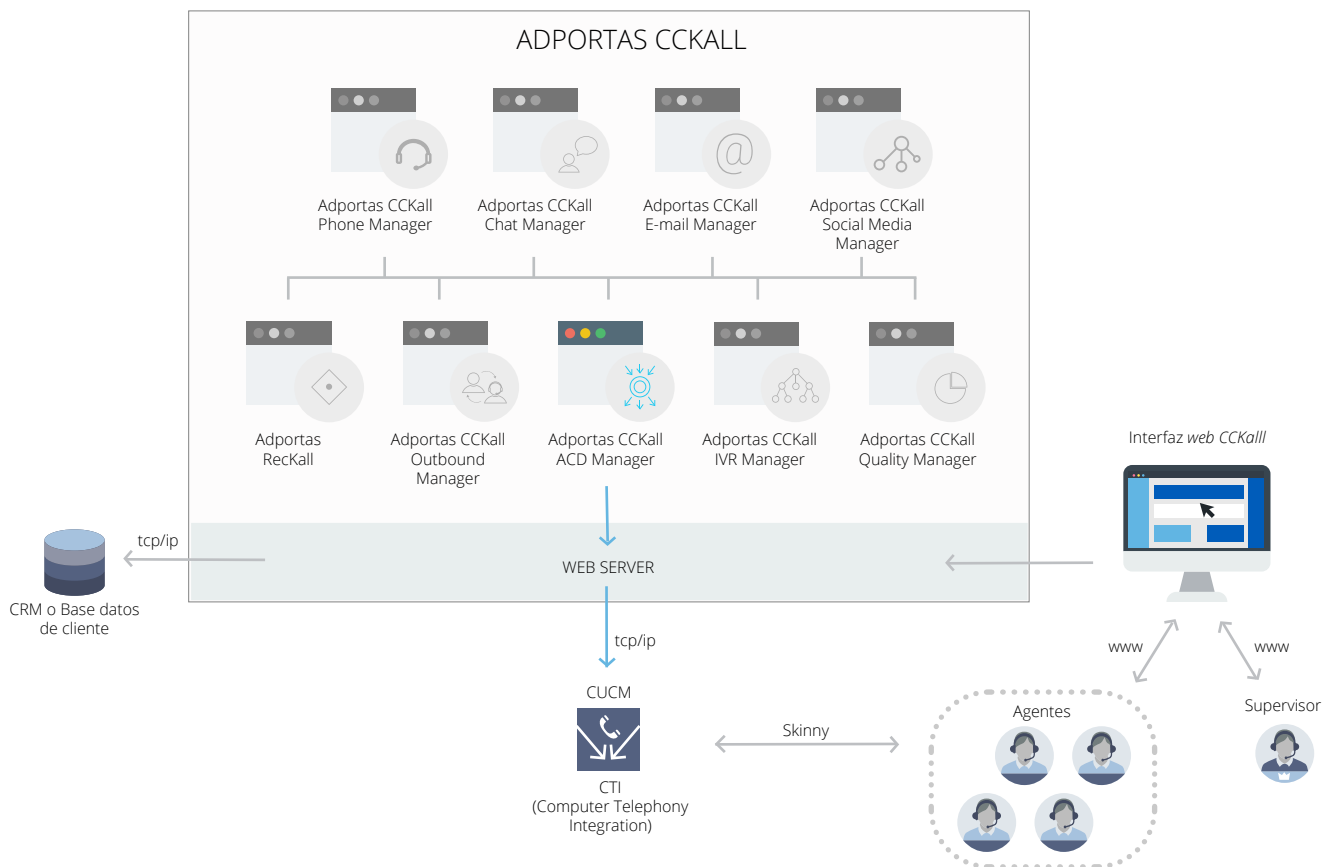 ADPORTAS CCKALL
@
Adportas CCKall
Phone Manager
Adportas CCKall
Chat Manager
Adportas CCKall
E-mail Manager
Adportas CCKall
Social Media
Manager
Adportas
RecKall
Adportas CCKall
Outbound
Manager
Adportas CCKall
ACD Manager
Adportas CCKall
IVR Manager
Adportas CCKall
Quality Manager
Interfaz web CCKalll
tcp/ip
WEB SERVER
CRM o Base datos
de cliente
tcp/ip
www
www
CUCM
Skinny
Agentes
Supervisor
CTI
(Computer Telephony
Integration)